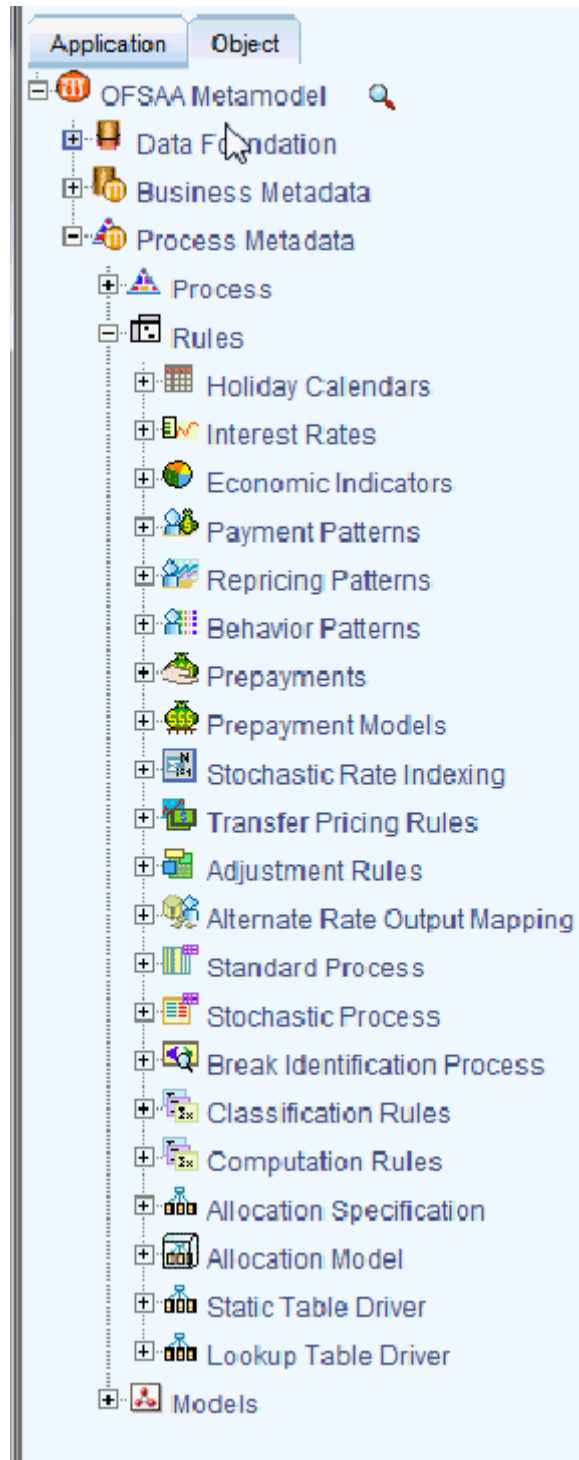 Application Object
OFSAA Metamodel
Data Foundation
Business Metadata
Process Metadata
Process
Rules
Holiday Calendars
Interest Rates
Economic Indicators
Payment Patterns
Repricing Patterns
Behavior Patterns
Prepayments
Prepayment Models
Stochastic Rate Indexing
Transfer Pricing Rules
Adjustment Rules
Alternate Rate Output Mapping
Standard Process
Stochastic Process
Break Identification Process
Classification Rules
Computation Rules
Allocation Specification
Allocation Model
Static Table Driver
Lookup Table Driver
Models